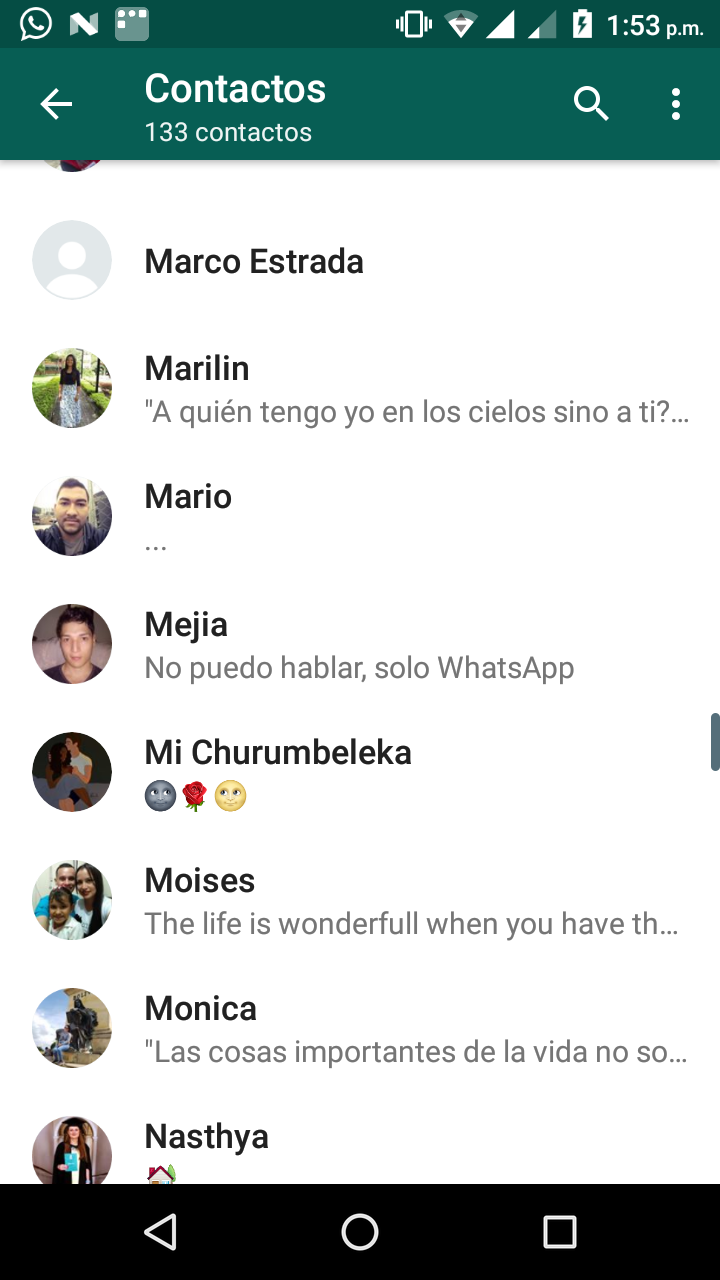 1:53 p.m.
Contactos
133 contactos
Marco Estrada
Marilin
"A quién tengo yo en los cielos sino a ti?...
Mario
...
Mejia
No puedo hablar, solo WhatsApp
Mi Churumbeleka
🌚🌹🌝
Moises
The life is wonderfull when you have th...
Monica
"Las cosas importantes de la vida no so...
Nasthya
🏡